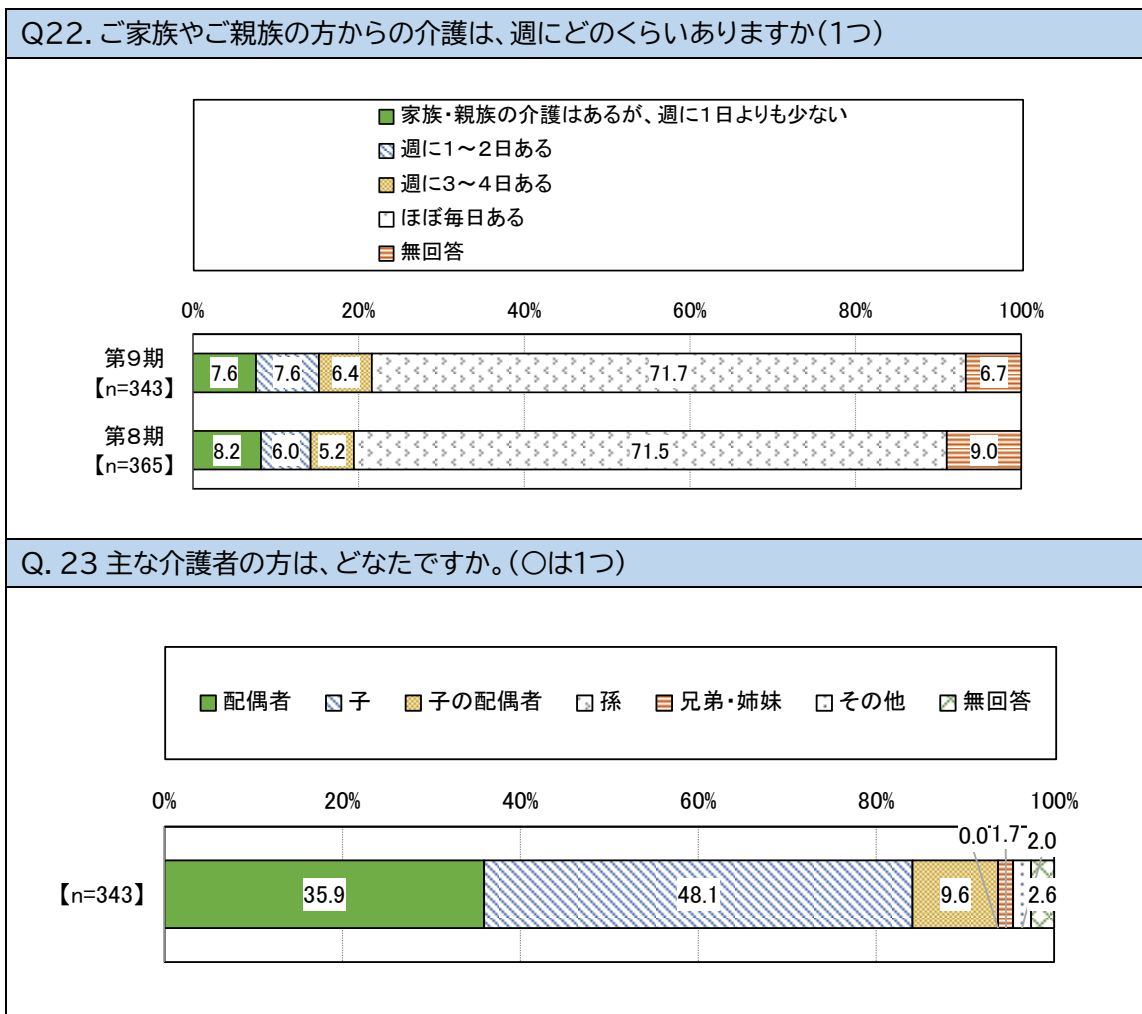 Q22. ご家族やご親族の方からの介護は、週にどのくらいありますか(1つ)
家族・親族の介護はあるが、週に1日よりも少ない
週に1～2日ある
週に3～4日ある
ほぼ毎日ある
無回答
0% 20% 40% 60% 80% 100%
第9期
【n=343】
7.6 7.6 6.4 71.7 6.7
第8期
【n=365】
8.2 6.0 5.2 71.5 9.0
Q. 23 主な介護者の方は、どなたですか。(○は1つ)
配偶者 子 子の配偶者 孫 兄弟・姉妹 その他 無回答
0% 20% 40% 60% 80% 100%
0.0 1.7 2.0
【n=343】 35.9 48.1 9.6 2.6